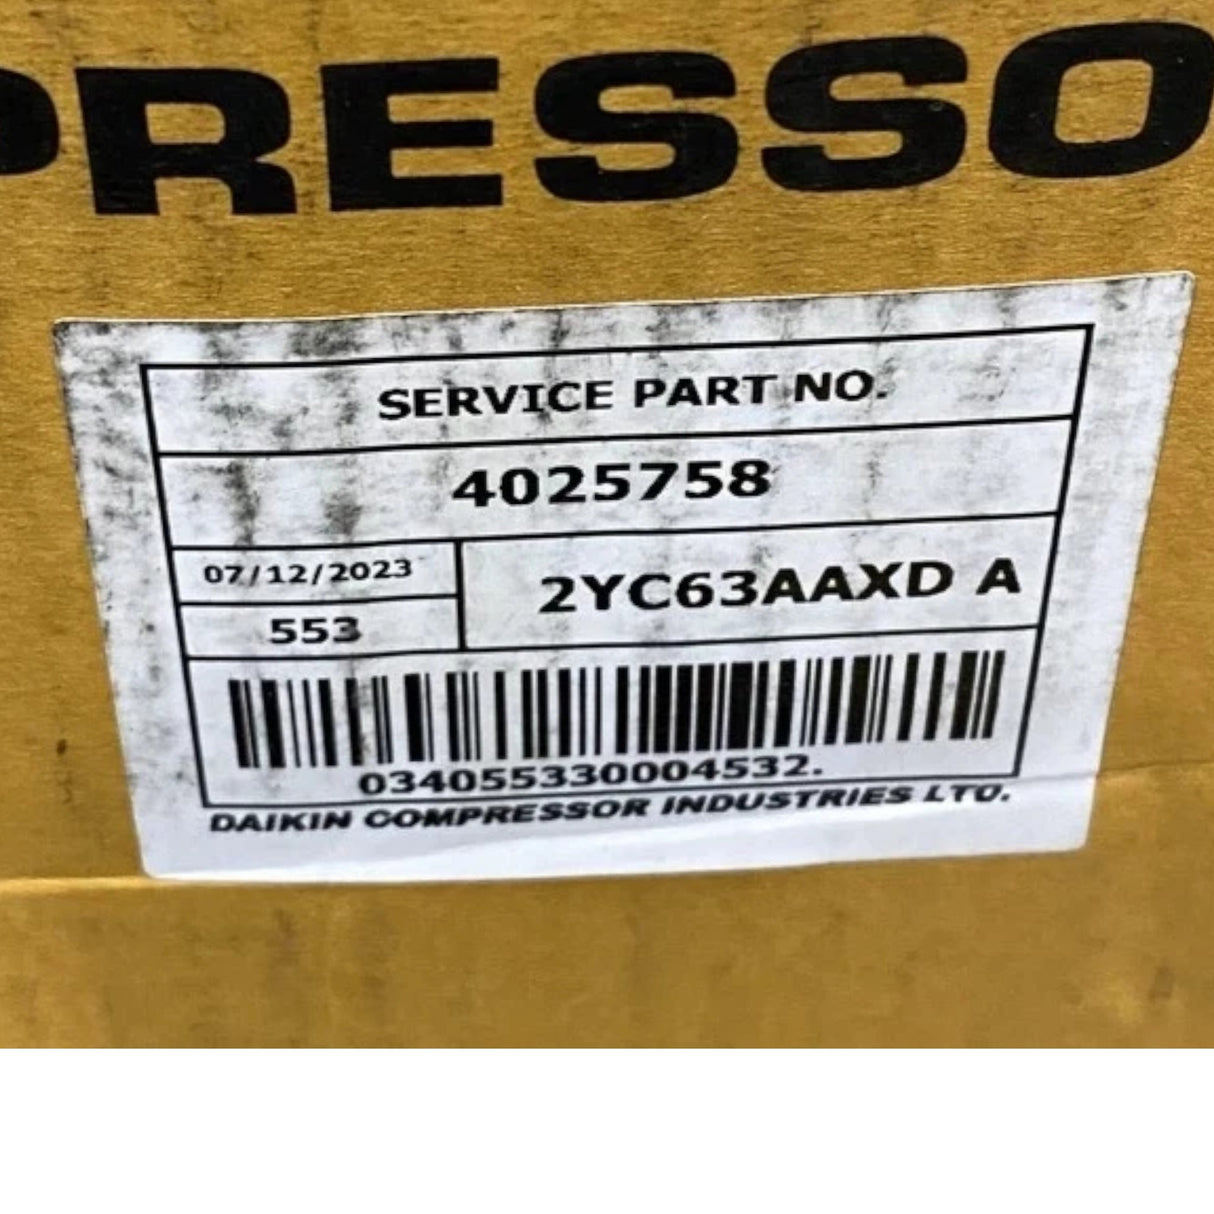 PRESSO
SERVICE PART NO.
4025758
07/12/2023
2YC63AAXD A
553
034055330004532.
DAIKIN COMPRESSOR INDUSTRIES LTD.